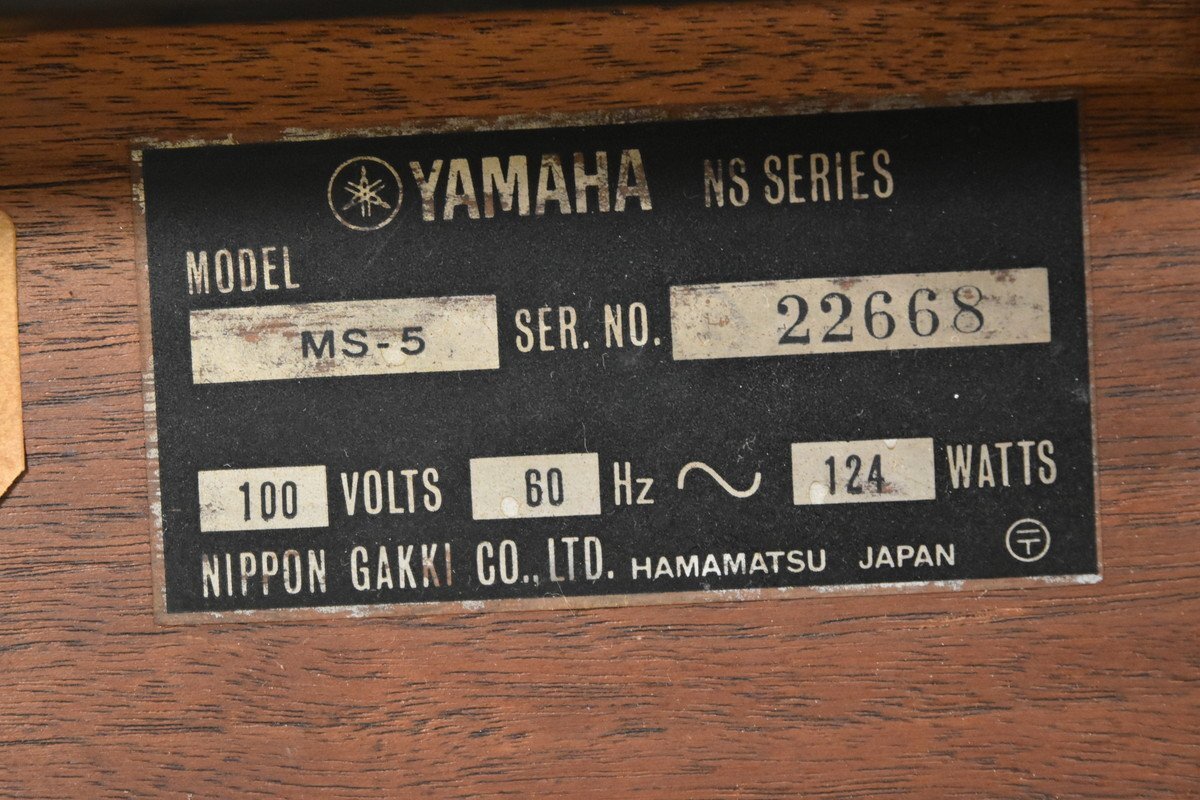 YAMAHA NS SERIES
MODEL
MS-5 SER. NO. 22668
100 VOLTS 60 Hz ~ 124 WATTS
NIPPON GAKKI CO., LTD. HAMAMATSU JAPAN 〒